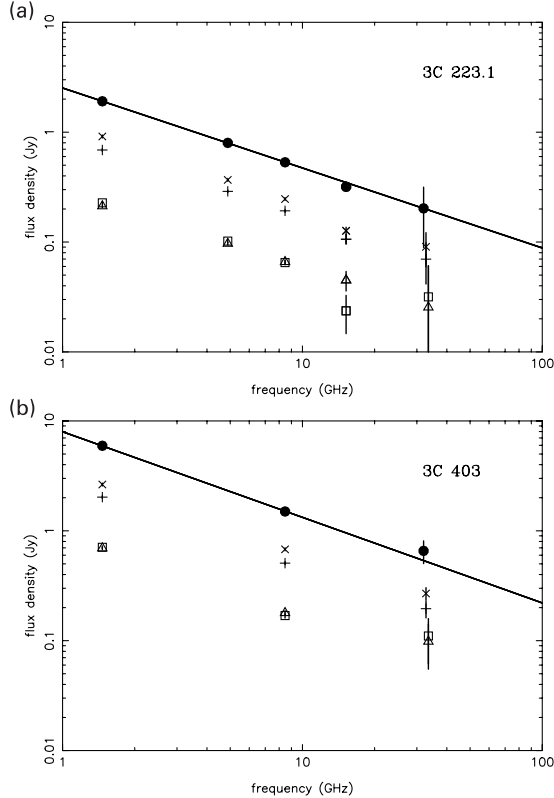 (a)
10
1
0.1
0.01
flux density (Jy)
3C 223.1
1
10
100
frequency (GHz)
(b)
10
1
0.1
0.01
flux density (Jy)
3C 403
1
10
100
frequency (GHz)